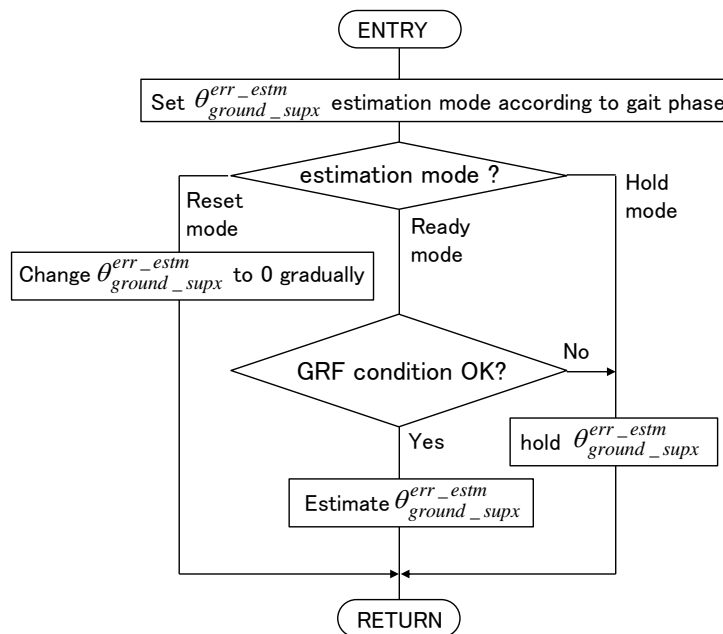 ENTRY
Set θ^{err_estm}_{ground_supx} estimation mode according to gait phase
estimation mode ?
Reset
mode
Ready
mode
Hold
mode
Change θ^{err_estm}_{ground_supx} to 0 gradually
GRF condition OK?
No
Yes
hold θ^{err_estm}_{ground_supx}
Estimate θ^{err_estm}_{ground_supx}
RETURN